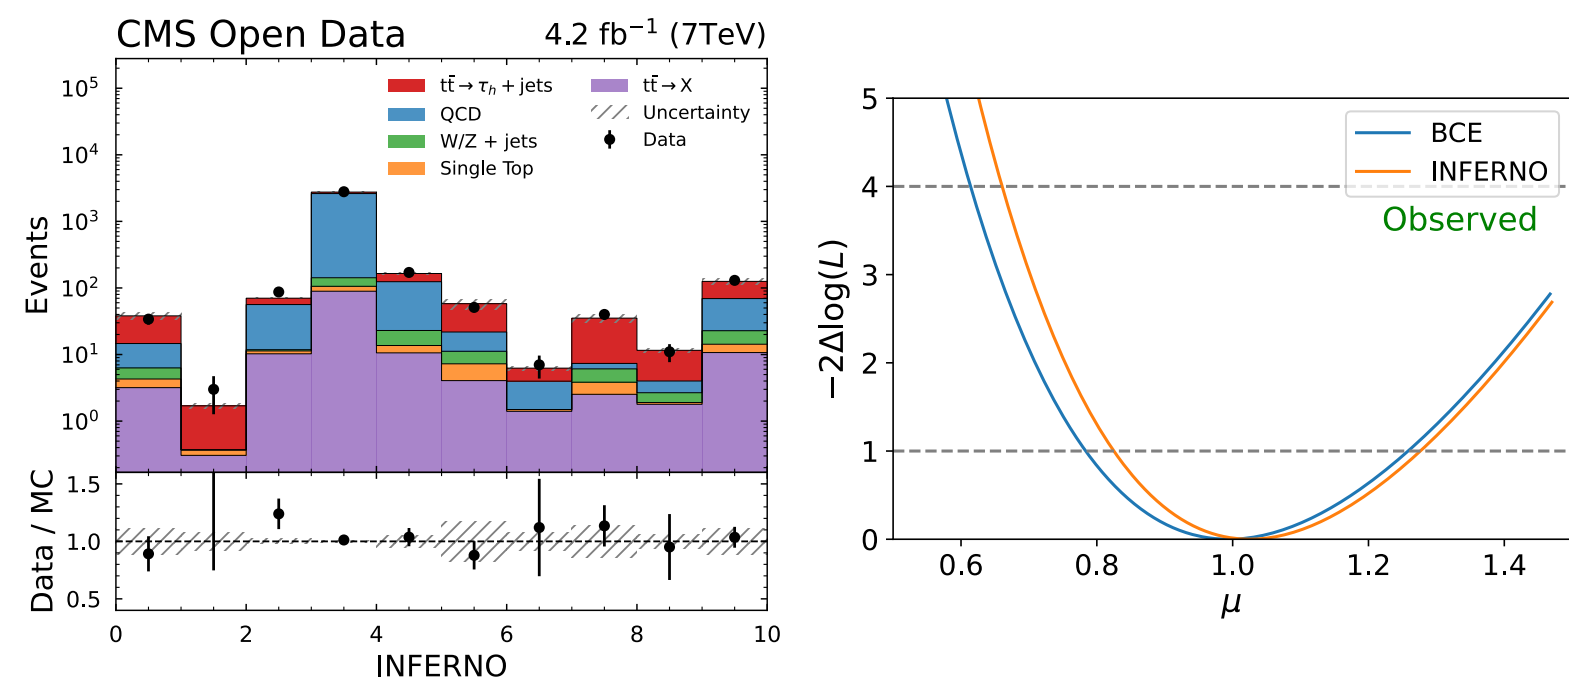 CMS Open Data 4.2 fb⁻¹ (7TeV)
tt̄ → τₕ + jets
QCD
W/Z + jets
Single Top
tt̄ → X
Uncertainty
Data
Events
10⁵
10⁴
10³
10²
10¹
10⁰
Data / MC
1.5
1.0
0.5
0 2 4 6 8 10
INFERNO
−2Δlog(L)
5
4
3
2
1
0
BCE
INFERNO
Observed
0.6 0.8 1.0 1.2 1.4
μ